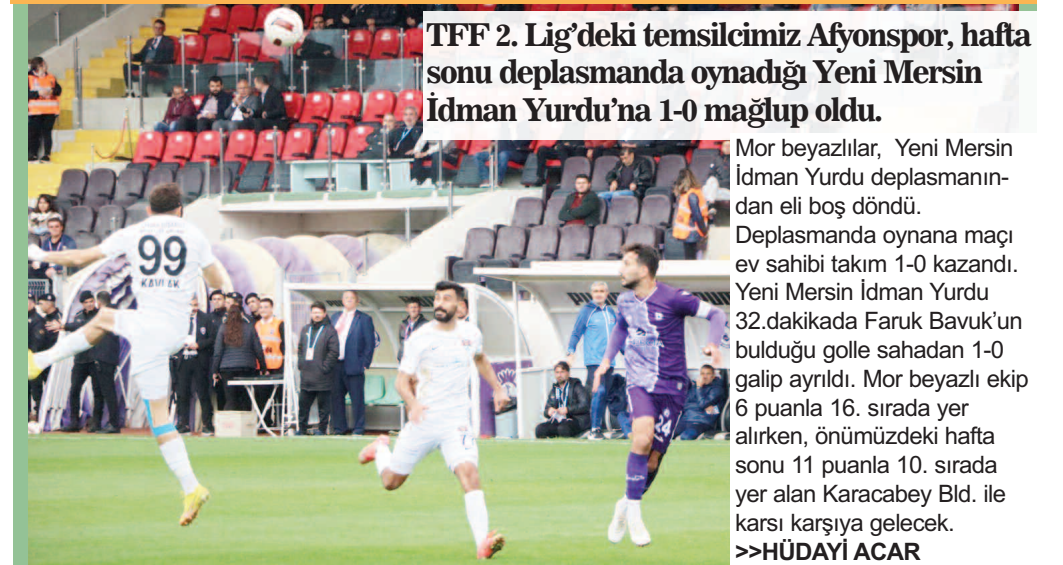 TFF 2. Lig’deki temsilcimiz Afyonspor, hafta
sonu deplasmanda oynadığı Yeni Mersin
İdman Yurdu’na 1-0 mağlup oldu.
Mor beyazlılar, Yeni Mersin
İdman Yurdu deplasmanın-
dan eli boş döndü.
Deplasmanda oynana maçı
ev sahibi takım 1-0 kazandı.
Yeni Mersin İdman Yurdu
32.dakikada Faruk Bavuk’un
bulduğu golle sahadan 1-0
galip ayrıldı. Mor beyazlı ekip
6 puanla 16. sırada yer
alırken, önümüzdeki hafta
sonu 11 puanla 10. sırada
yer alan Karacabey Bld. ile
karsı karşıya gelecek.
>>HÜDAYİ ACAR
99
KAVLAK
7
24